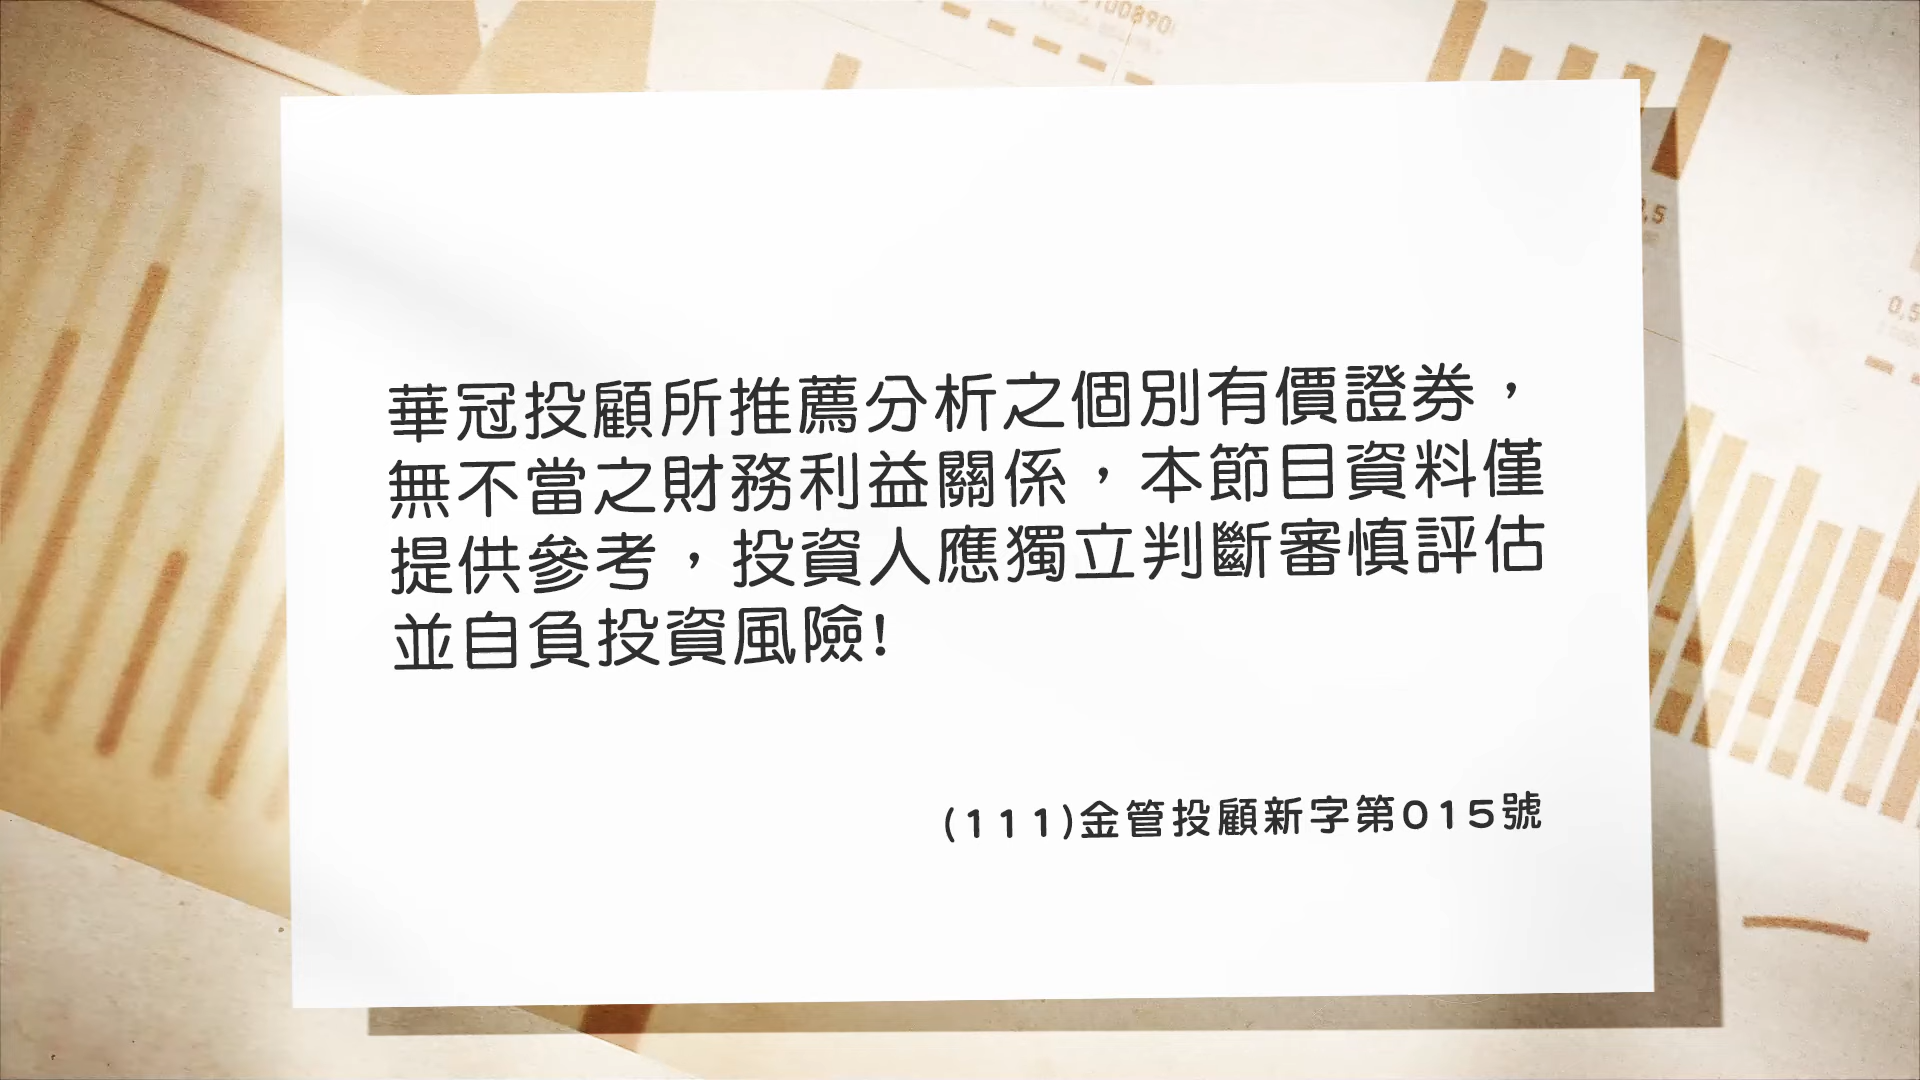 華冠投顧所推薦分析之個別有價證券，
無不當之財務利益關係，本節目資料僅
提供參考，投資人應獨立判斷審慎評估
並自負投資風險!
(111)金管投顧新字第015號